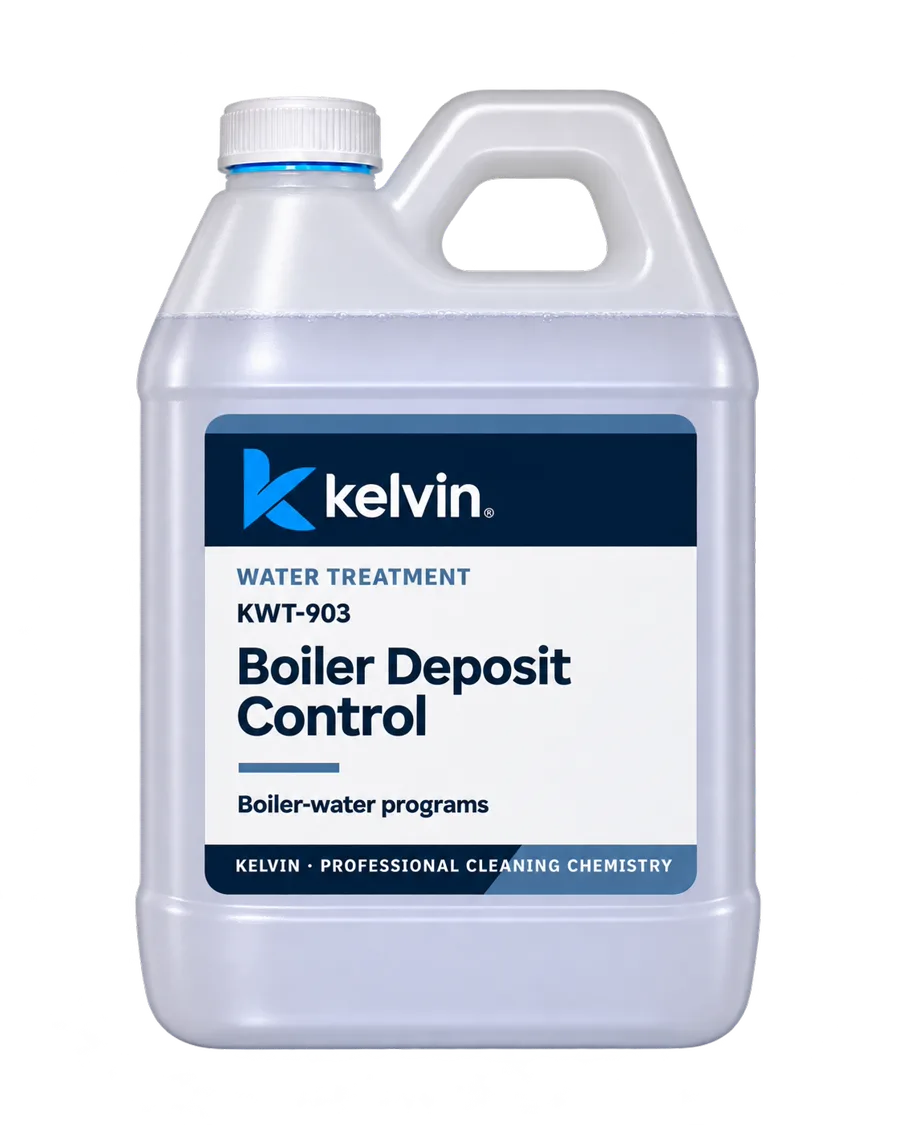 kelvin®
WATER TREATMENT
KWT-903
Boiler Deposit
Control
Boiler-water programs
KELVIN · PROFESSIONAL CLEANING CHEMISTRY